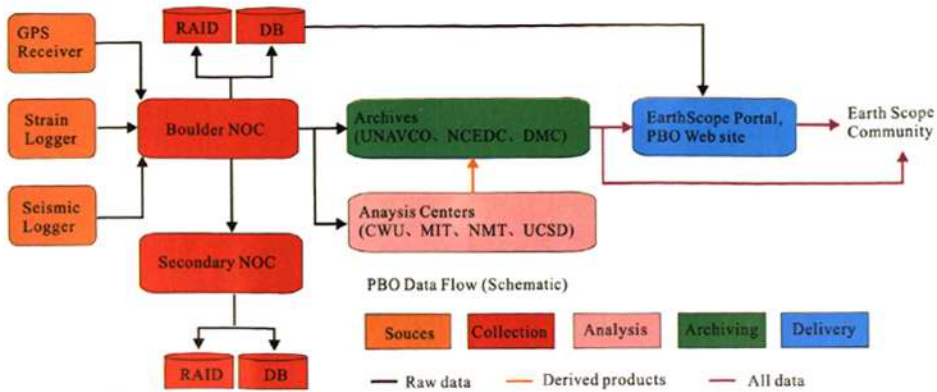 GPS
Receiver
RAID
DB
Strain
Logger
Boulder NOC
Archives
(UNAVCO、NCEDC、DMC)
EarthScope Portal,
PBO Web site
Earth Scope
Community
Seismic
Logger
Anaysis Centers
(CWU、MIT、NMT、UCSD)
Secondary NOC
PBO Data Flow (Schematic)
Souces
Collection
Analysis
Archiving
Delivery
RAID
DB
Raw data
Derived products
All data